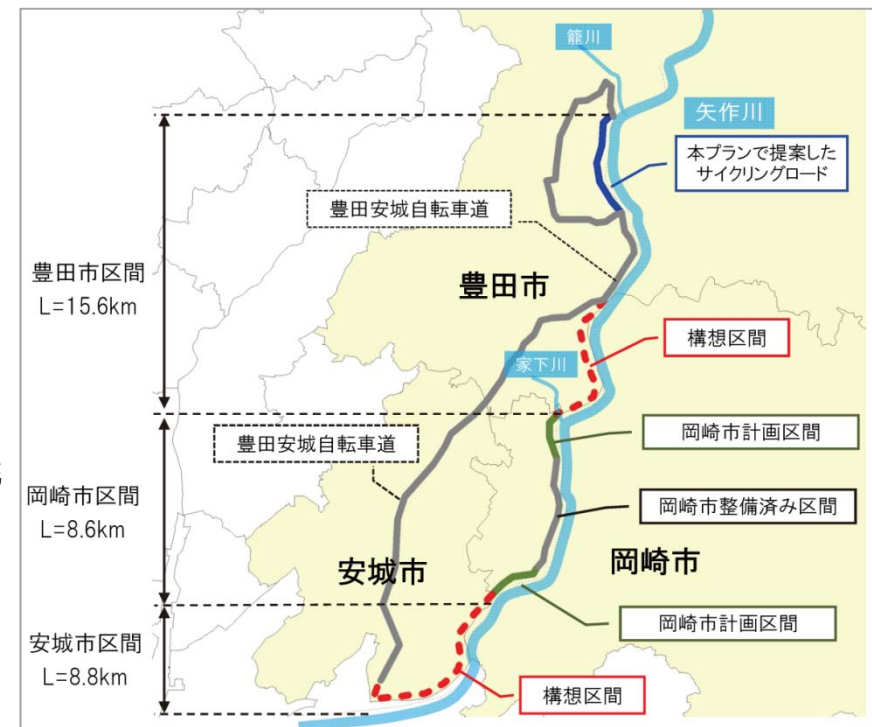 籠川
矢作川
本プランで提案した
サイクリングロード
豊田安城自転車道
豊田市
豊田市区間
L=15.6km
構想区間
家下川
岡崎市計画区間
豊田安城自転車道
岡崎市区間
L=8.6km
岡崎市整備済み区間
安城市
岡崎市
岡崎市計画区間
安城市区間
L=8.8km
構想区間